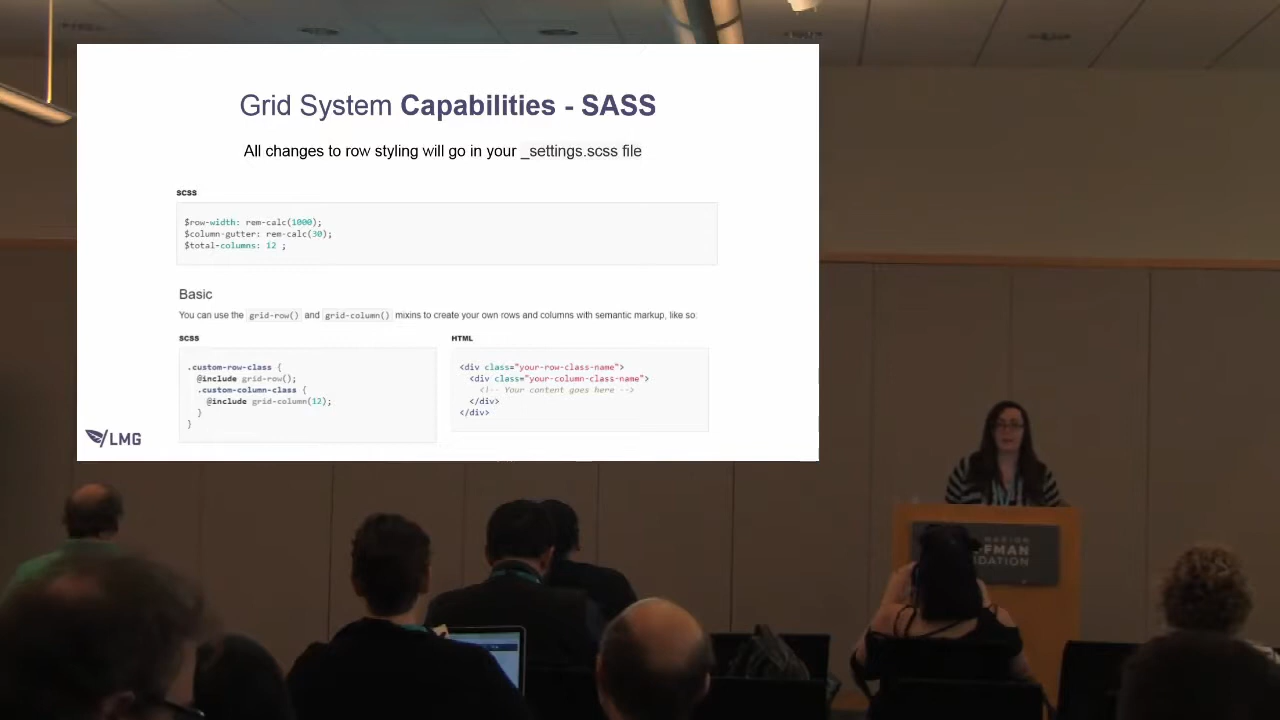 Grid System Capabilities - SASS
All changes to row styling will go in your _settings.scss file
SCSS
$row-width: rem-calc(1000);
$column-gutter: rem-calc(30);
$total-columns: 12 ;
Basic
You can use the grid-row() and grid-column() mixins to create your own rows and columns with semantic markup, like so:
SCSS
.custom-row-class {
@include grid-row();
.custom-column-class {
@include grid-column(12);
}
}
HTML
<div class="your-row-class-name">
<div class="your-column-class-name">
<!-- Your content goes here -->
</div>
</div>
LMG